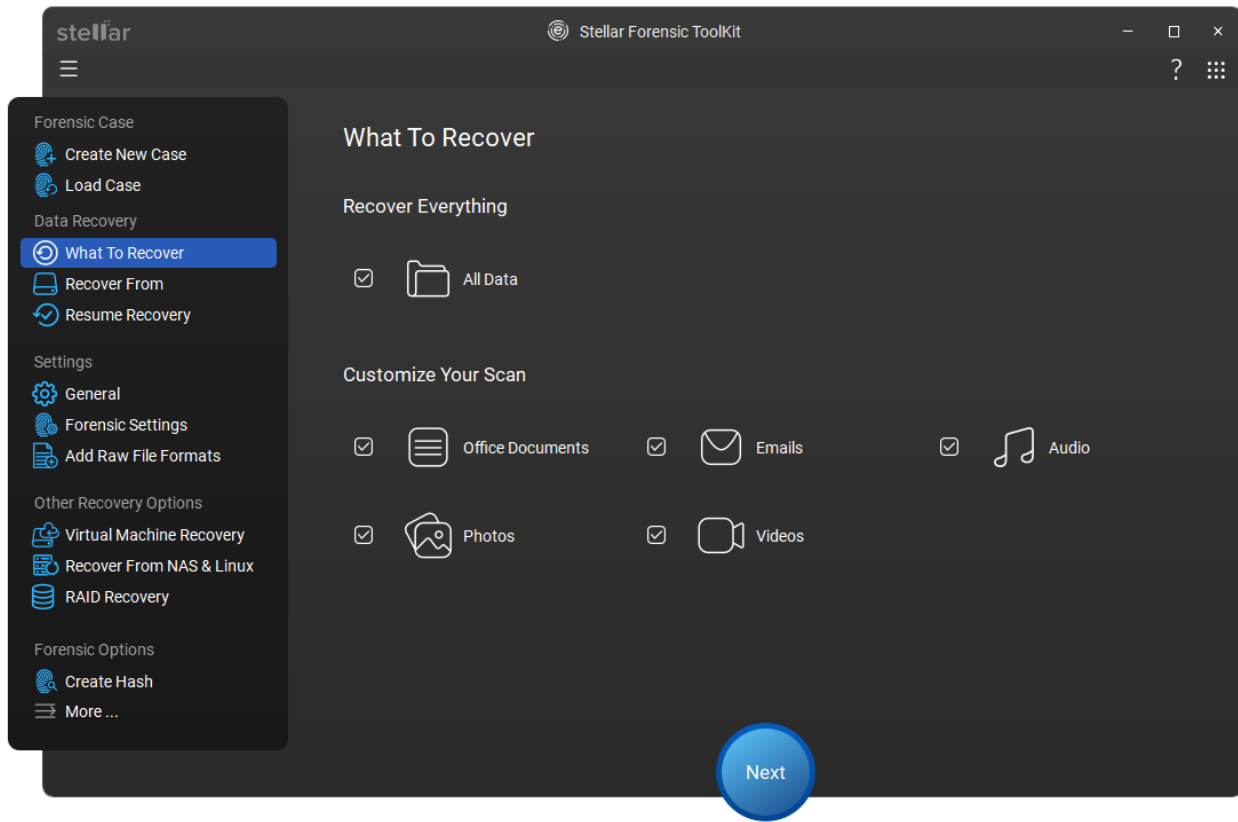 stellar
Stellar Forensic ToolKit
?
Forensic Case
Create New Case
Load Case
Data Recovery
What To Recover
Recover From
Resume Recovery
Settings
General
Forensic Settings
Add Raw File Formats
Other Recovery Options
Virtual Machine Recovery
Recover From NAS & Linux
RAID Recovery
Forensic Options
Create Hash
More ...
What To Recover
Recover Everything
All Data
Customize Your Scan
Office Documents
Emails
Audio
Photos
Videos
Next